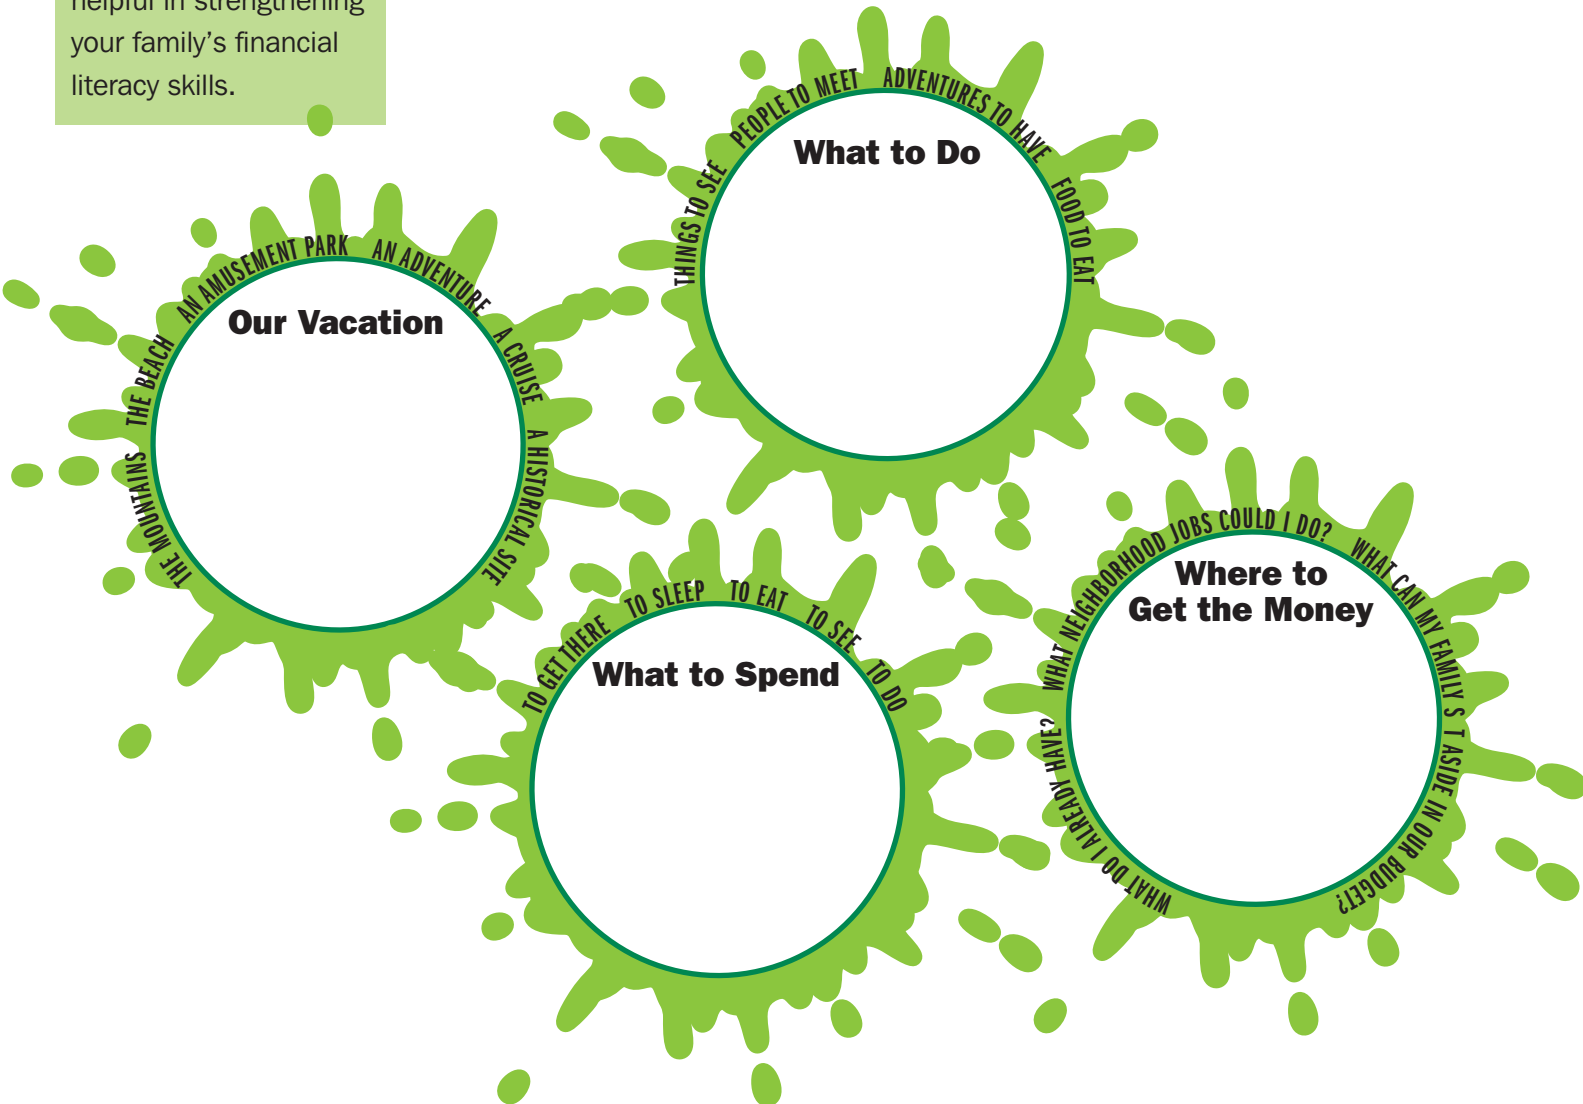 helpful in strengthening
your family's financial
literacy skills.
THINGS TO SEE PEOPLE TO MEET ADVENTURES TO HAVE FOOD TO EAT
What to Do
THE MOUNTAINS THE BEACH AN AMUSEMENT PARK AN ADVENTURE A CRUISE A HISTORICAL SITE
Our Vacation
WHAT DO I ALREADY HAVE? WHAT NEIGHBORHOOD JOBS COULD I DO? WHAT CAN MY FAMILY S T ASIDE IN OUR BUDGET?
Where to
Get the Money
TO GET THERE TO SLEEP TO EAT TO SEE TO DO
What to Spend